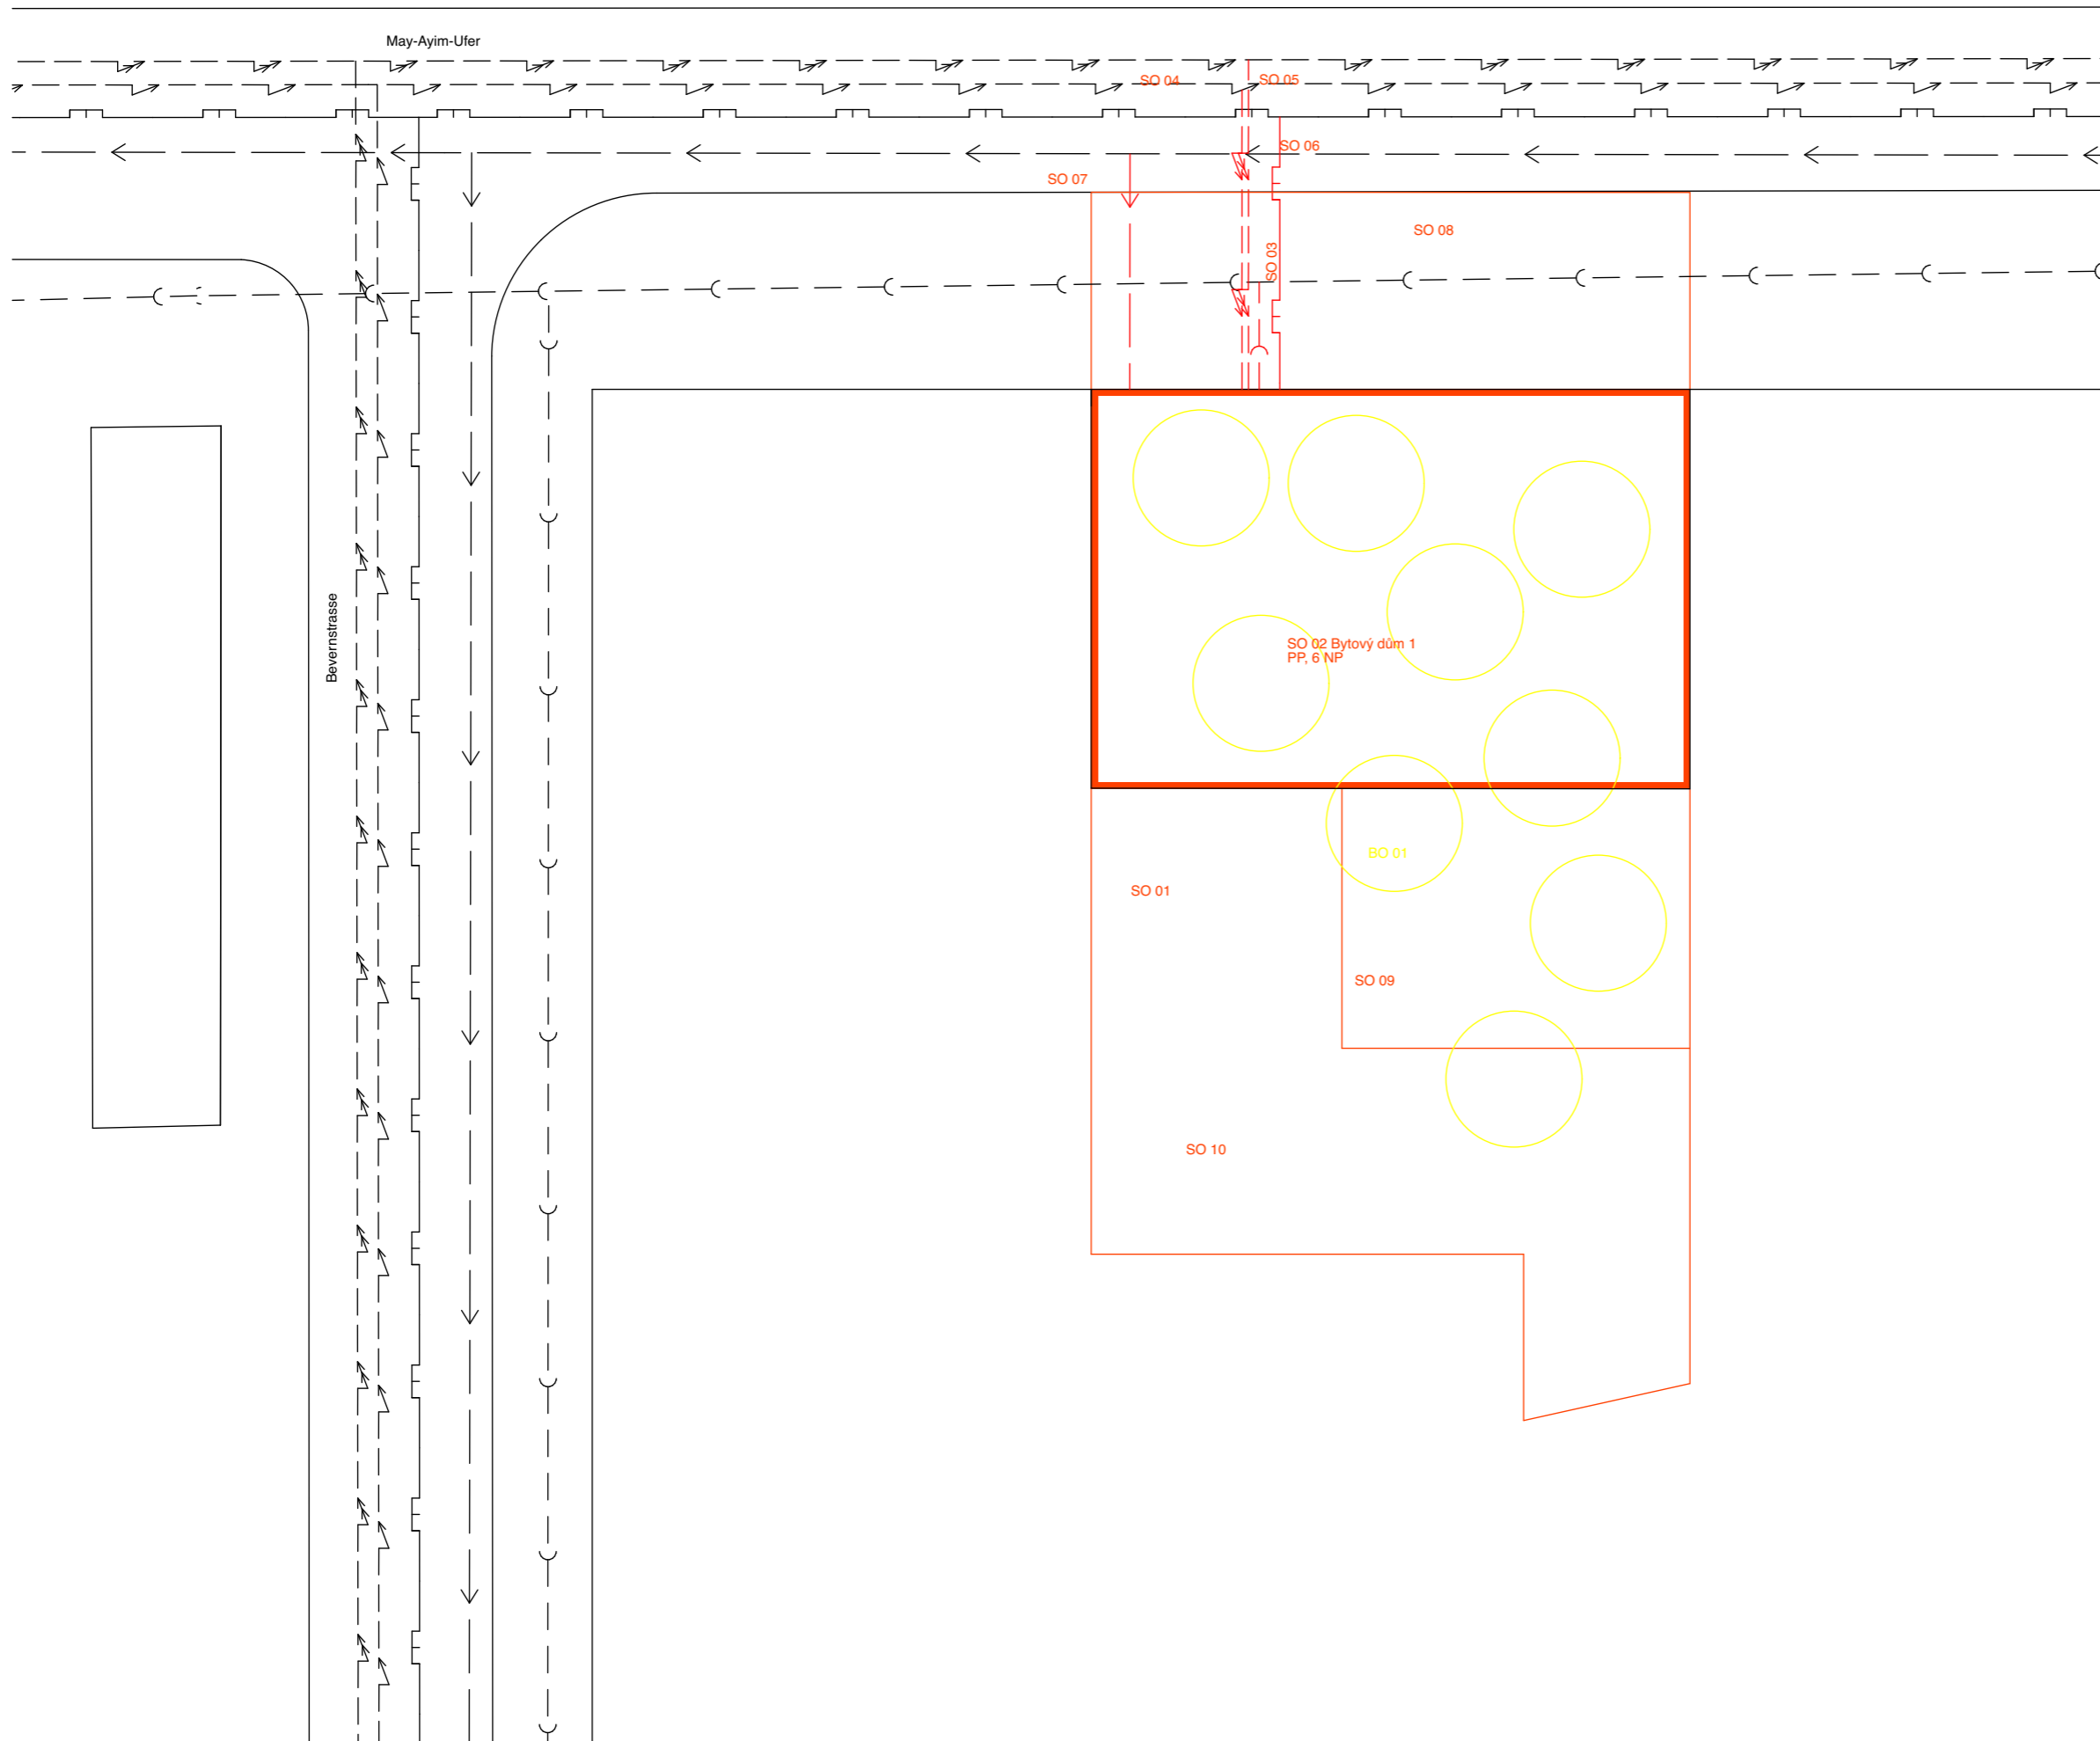 May-Ayim-Ufer
SO 04
SO 05
SO 06
SO 07
SO 08
SO 03
Bevernstrasse
SO 02 Bytový dům 1
PP, 6 NP
BO 01
SO 01
SO 09
SO 10